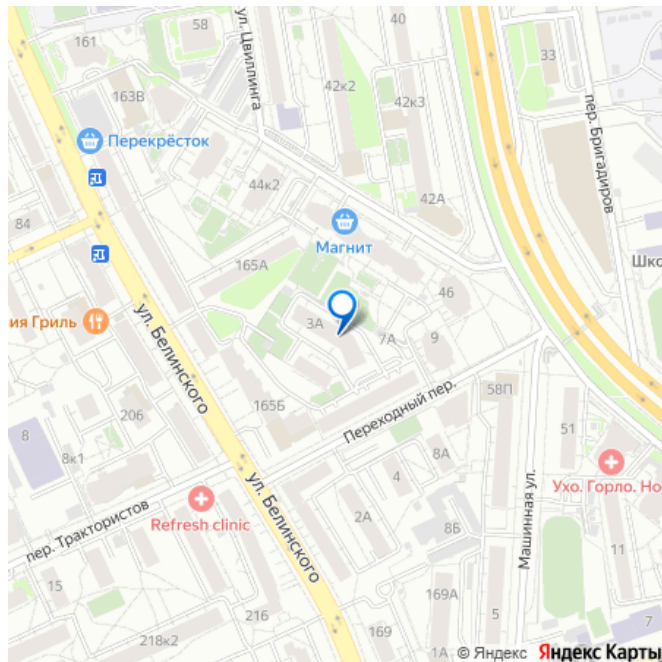 161
58
40
33
ул. Цвиллинга
42к2
163В
42к3
пер. Бригадиров
Перекрёсток
44к2
42А
84
Магнит
165А
Шко
46
ия Гриль
3А
7А
9
ул. Белинского
165Б
58П
206
Переходный пер.
8
51
8к1
8А
Ухо. Горло. Но
4
Refresh clinic
ул. Белинского
Машинная ул.
пер. Трактористов
2А
8Б
11
216
169А
5
7
218к2
169
1А
© Яндекс Яндекс Карты